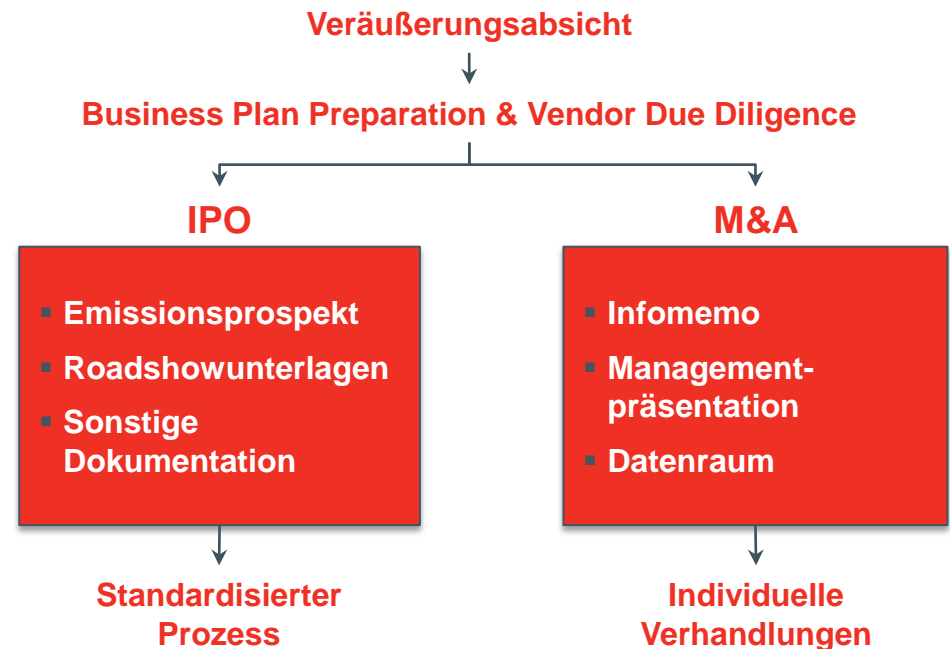 Veräußerungsabsicht
Business Plan Preparation & Vendor Due Diligence
IPO
▪ Emissionsprospekt
▪ Roadshowunterlagen
▪ Sonstige
Dokumentation
Standardisierter
Prozess
M&A
▪ Infomemo
▪ Management-
präsentation
▪ Datenraum
Individuelle
Verhandlungen